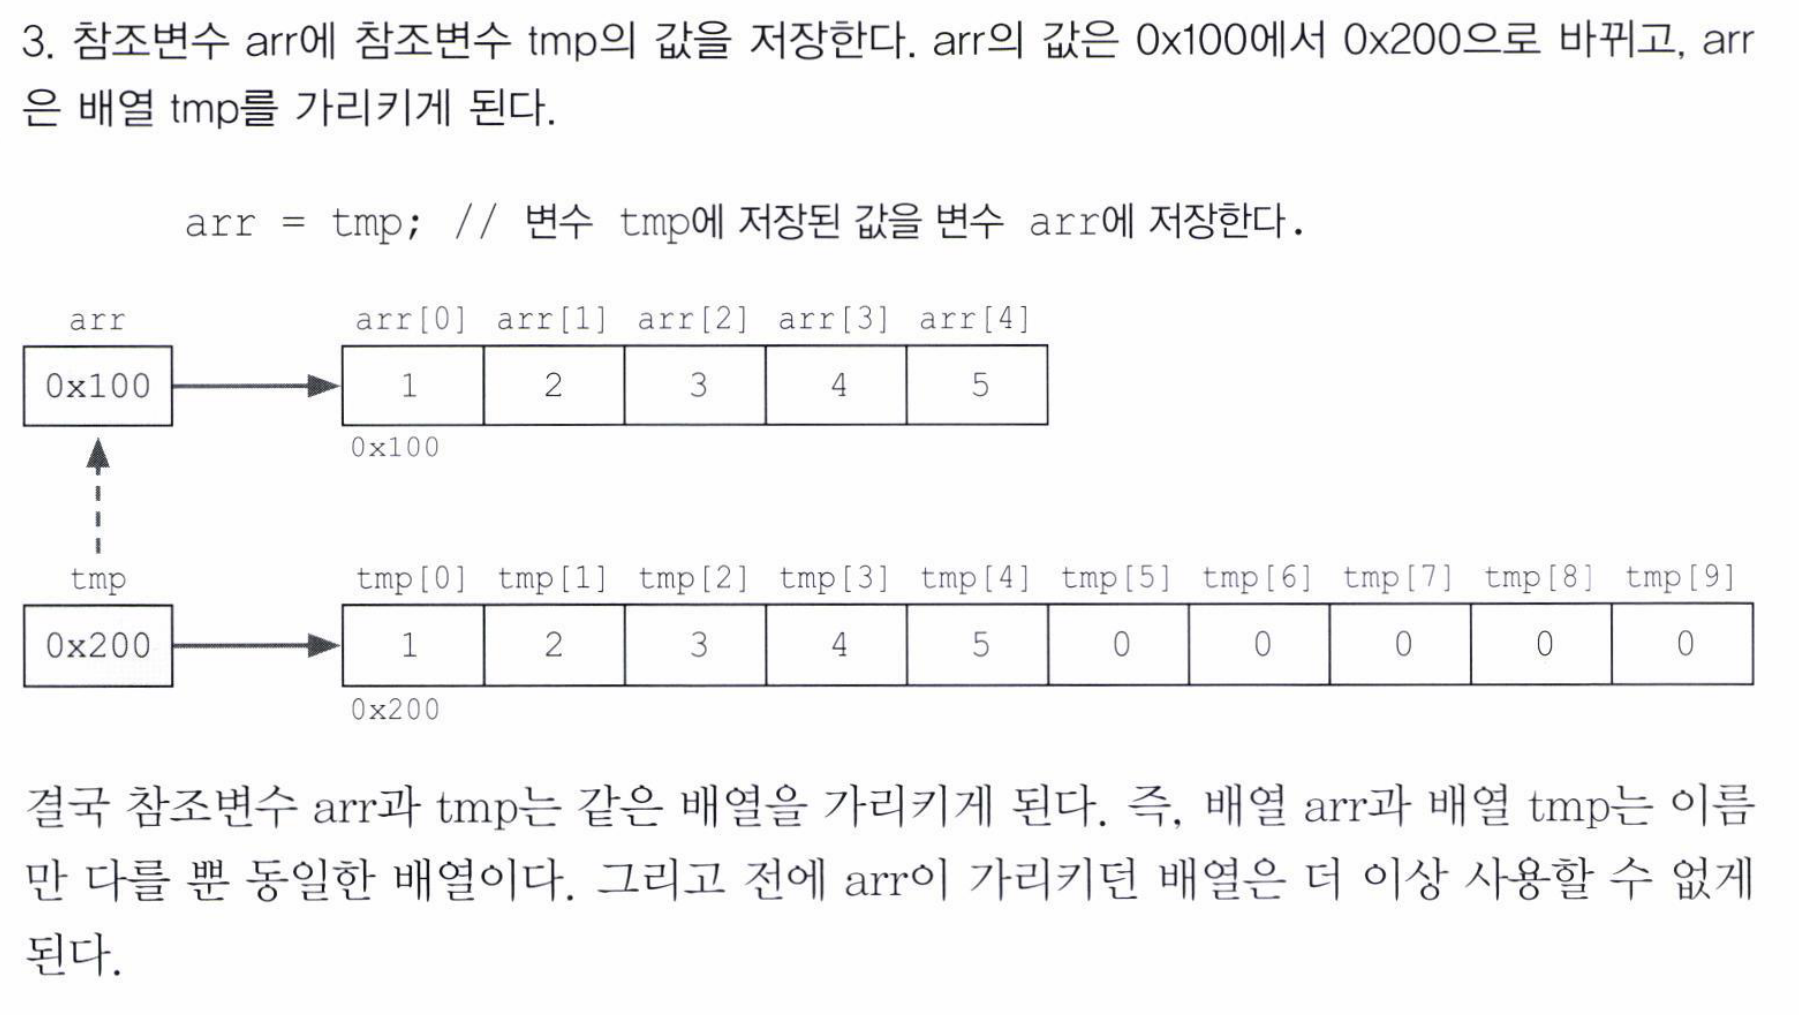 3. 참조변수 arr에 참조변수 tmp의 값을 저장한다. arr의 값은 0x100에서 0x200으로 바뀌고, arr
은 배열 tmp를 가리키게 된다.
arr = tmp; // 변수 tmp에 저장된 값을 변수 arr에 저장한다.
arr arr[0] arr[1] arr[2] arr[3] arr[4]
0x100 1 2 3 4 5
0x100
tmp tmp[0] tmp[1] tmp[2] tmp[3] tmp[4] tmp[5] tmp[6] tmp[7] tmp[8] tmp[9]
0x200 1 2 3 4 5 0 0 0 0 0
0x200
결국 참조변수 arr과 tmp는 같은 배열을 가리키게 된다. 즉, 배열 arr과 배열 tmp는 이름
만 다를 뿐 동일한 배열이다. 그리고 전에 arr이 가리키던 배열은 더 이상 사용할 수 없게
된다.